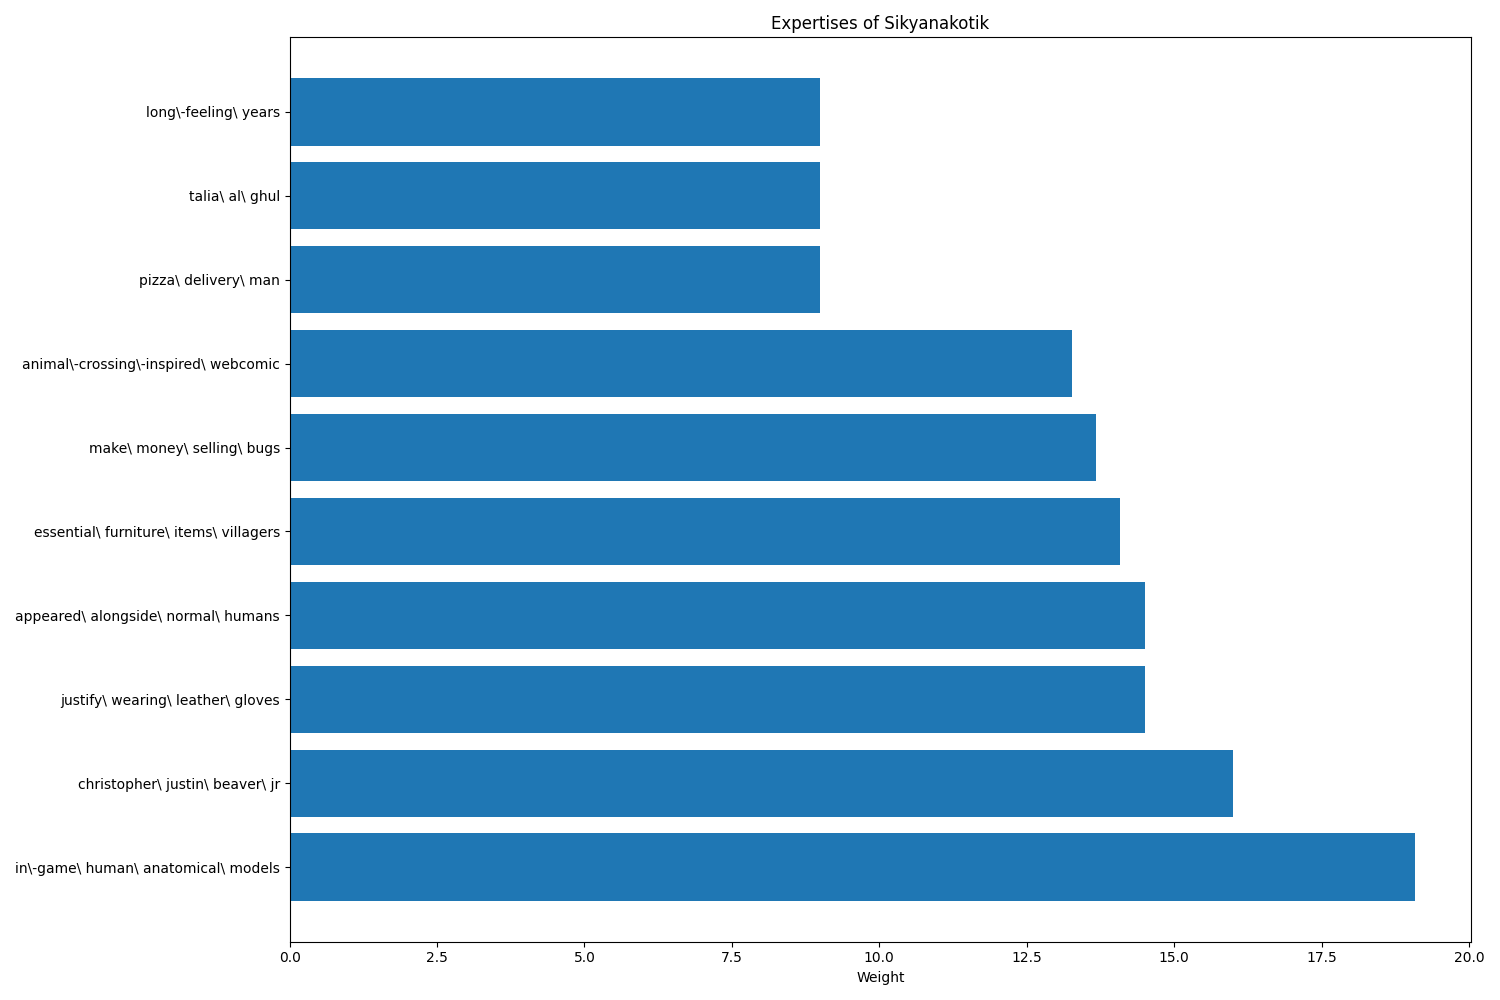 Expertises of Sikyanakotik
long\-feeling\ years
talia\ al\ ghul
pizza\ delivery\ man
animal\-crossing\-inspired\ webcomic
make\ money\ selling\ bugs
essential\ furniture\ items\ villagers
appeared\ alongside\ normal\ humans
justify\ wearing\ leather\ gloves
christopher\ justin\ beaver\ jr
in\-game\ human\ anatomical\ models
0.0 2.5 5.0 7.5 10.0 12.5 15.0 17.5 20.0
Weight